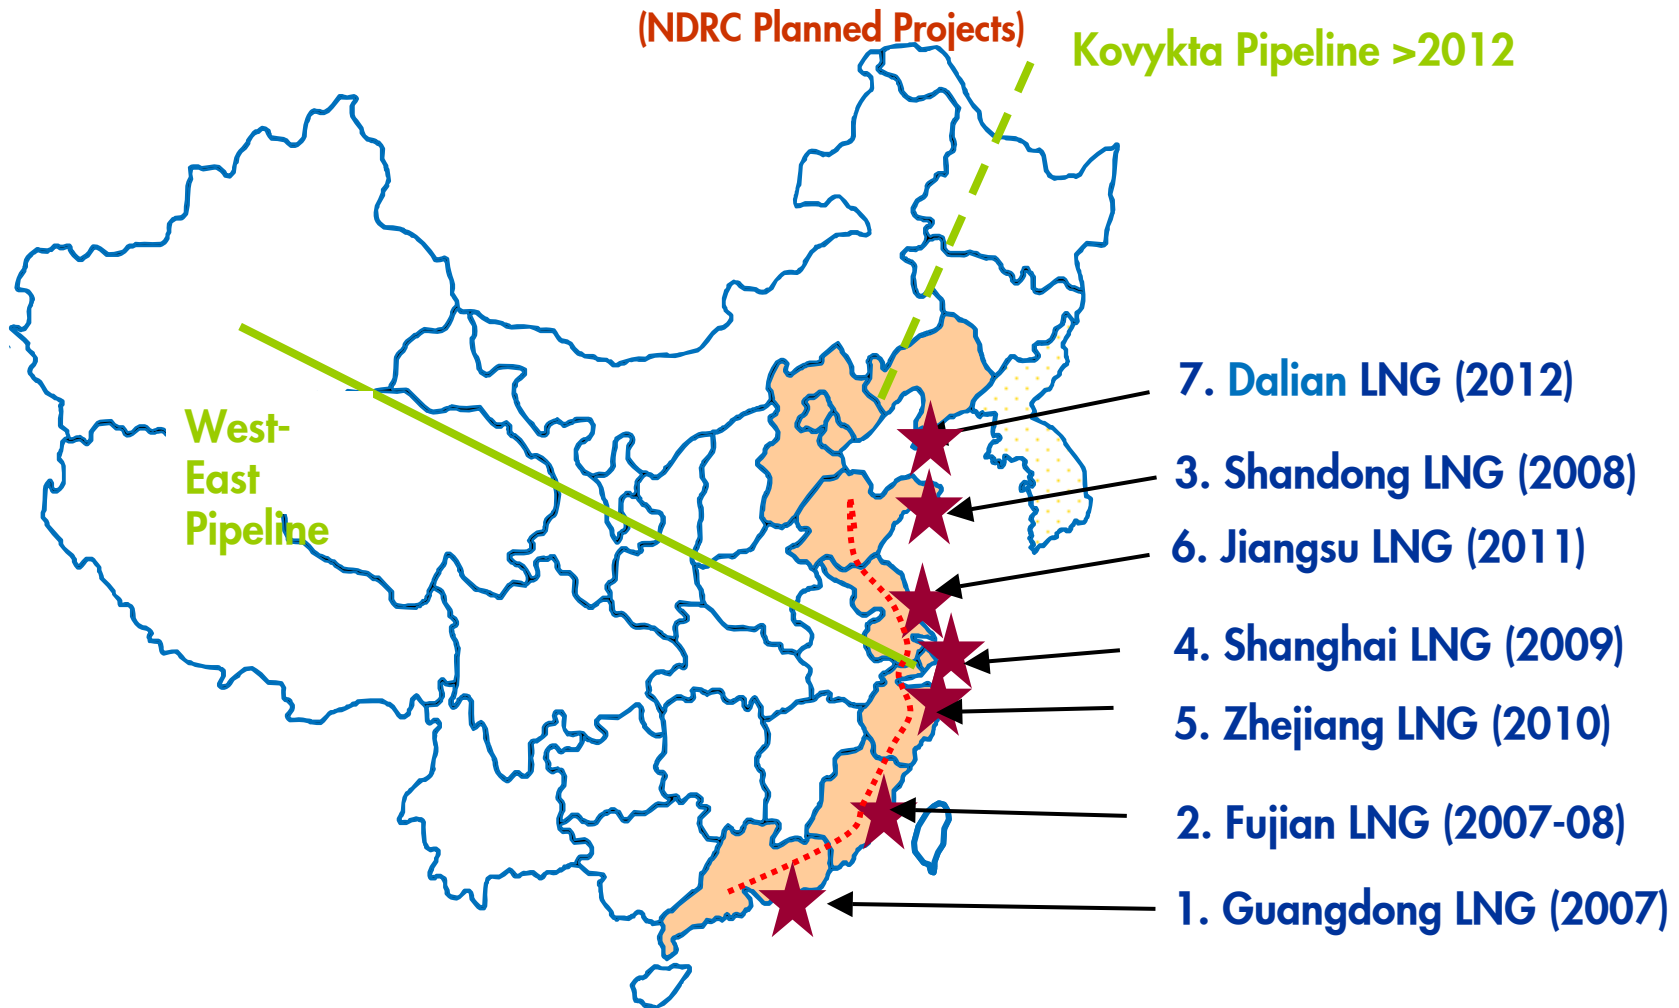 (NDRC Planned Projects)
Kovykta Pipeline >2012
West-
East
Pipeline
7. Dalian LNG (2012)
3. Shandong LNG (2008)
6. Jiangsu LNG (2011)
4. Shanghai LNG (2009)
5. Zhejiang LNG (2010)
2. Fujian LNG (2007-08)
1. Guangdong LNG (2007)